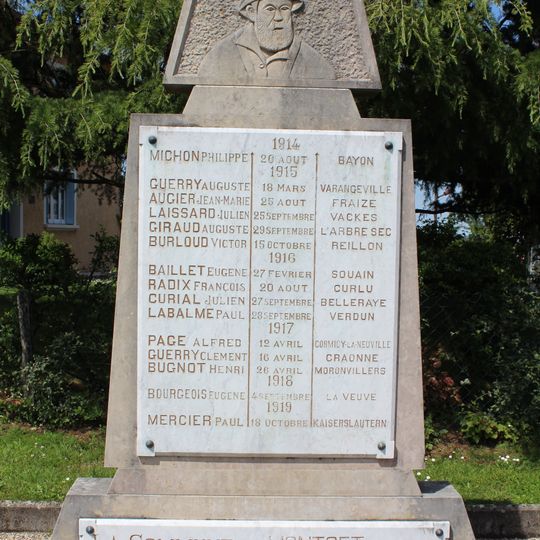 1914
MICHON PHILIPPE 20 AOUT BAYON
1915
GUERRY AUGUSTE 18 MARS VARANGEVILLE
AUGIER JEAN-MARIE 25 AOUT FRAIZE
LAISSARD JULIEN 25 SEPTEMBRE VACKES
GIRAUD AUGUSTE 29 SEPTEMBRE L'ARBRE SEC
BURLOUD VICTOR 15 OCTOBRE REILLON
1916
BAILLET EUGENE 27 FEVRIER SOUAIN
RADIX FRANÇOIS 20 AOUT CURLU
CURIAL JULIEN 27 SEPTEMBRE BELLERAYE
LABALME PAUL 28 SEPTEMBRE VERDUN
1917
PAGE ALFRED 12 AVRIL CORMICY-LA-NEUVILLE
GUERRY CLEMENT 16 AVRIL CRAONNE
BUGNOT HENRI 26 AVRIL MORONVILLERS
1918
BOURGEOIS EUGENE 4 SEPTEMBRE LA VEUVE
1919
MERCIER PAUL 18 OCTOBRE KAISERSLAUTERN